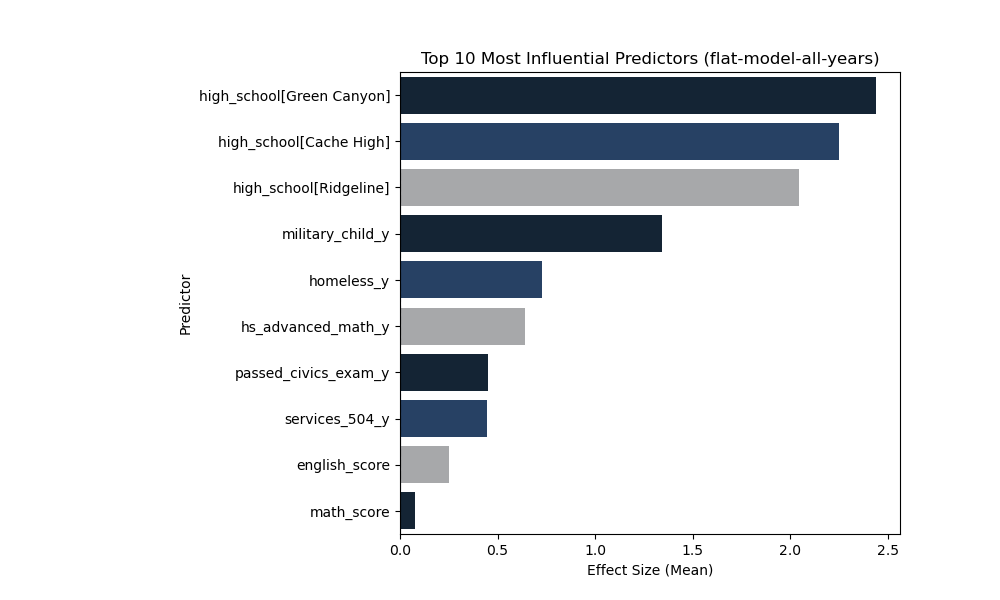 Top 10 Most Influential Predictors (flat-model-all-years)
Predictor
high_school[Green Canyon]
high_school[Cache High]
high_school[Ridgeline]
military_child_y
homeless_y
hs_advanced_math_y
passed_civics_exam_y
services_504_y
english_score
math_score
0.0 0.5 1.0 1.5 2.0 2.5
Effect Size (Mean)